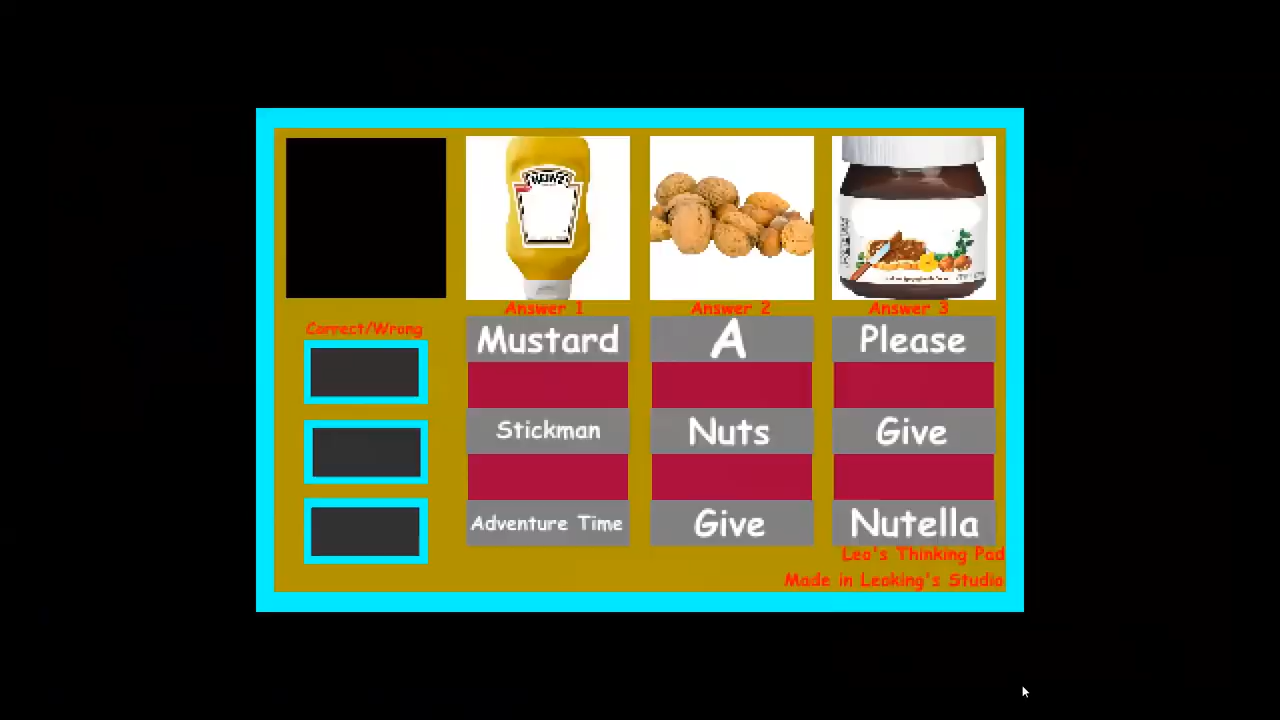 HEINZ
Answer 1
Answer 2
Answer 3
Correct/Wrong
Mustard
A
Please
Stickman
Nuts
Give
Adventure Time
Give
Nutella
Leo's Thinking Pad
Made in Leoking's Studio